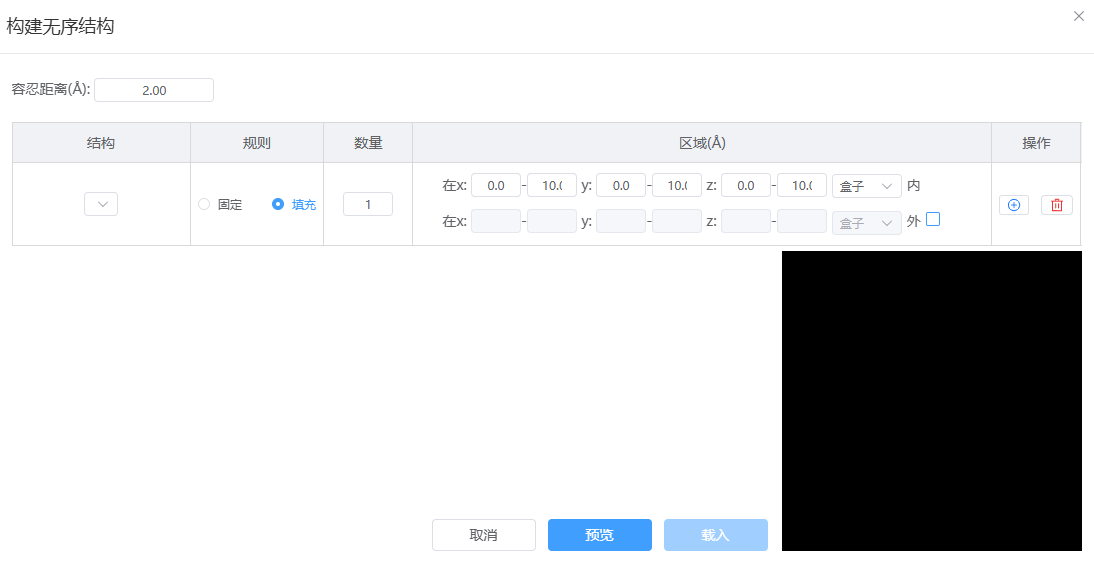 构建无序结构
容忍距离(Å): 2.00
结构 规则 数量 区域(Å) 操作
在x: 0.0 - 10.0 y: 0.0 - 10.0 z: 0.0 - 10.0 盒子 内
固定 填充 1
在x: - y: - z: - 盒子 外
取消 预览 载入